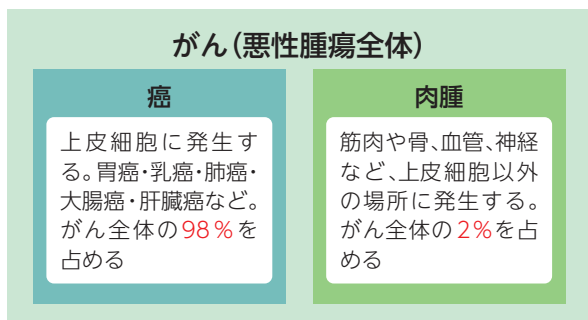 がん(悪性腫瘍全体)
癌
上皮細胞に発生す
る。胃癌・乳癌・肺癌・
大腸癌・肝臓癌など。
がん全体の98%を
占める
肉腫
筋肉や骨、血管、神経
など、上皮細胞以外
の場所に発生する。
がん全体の2%を占
める